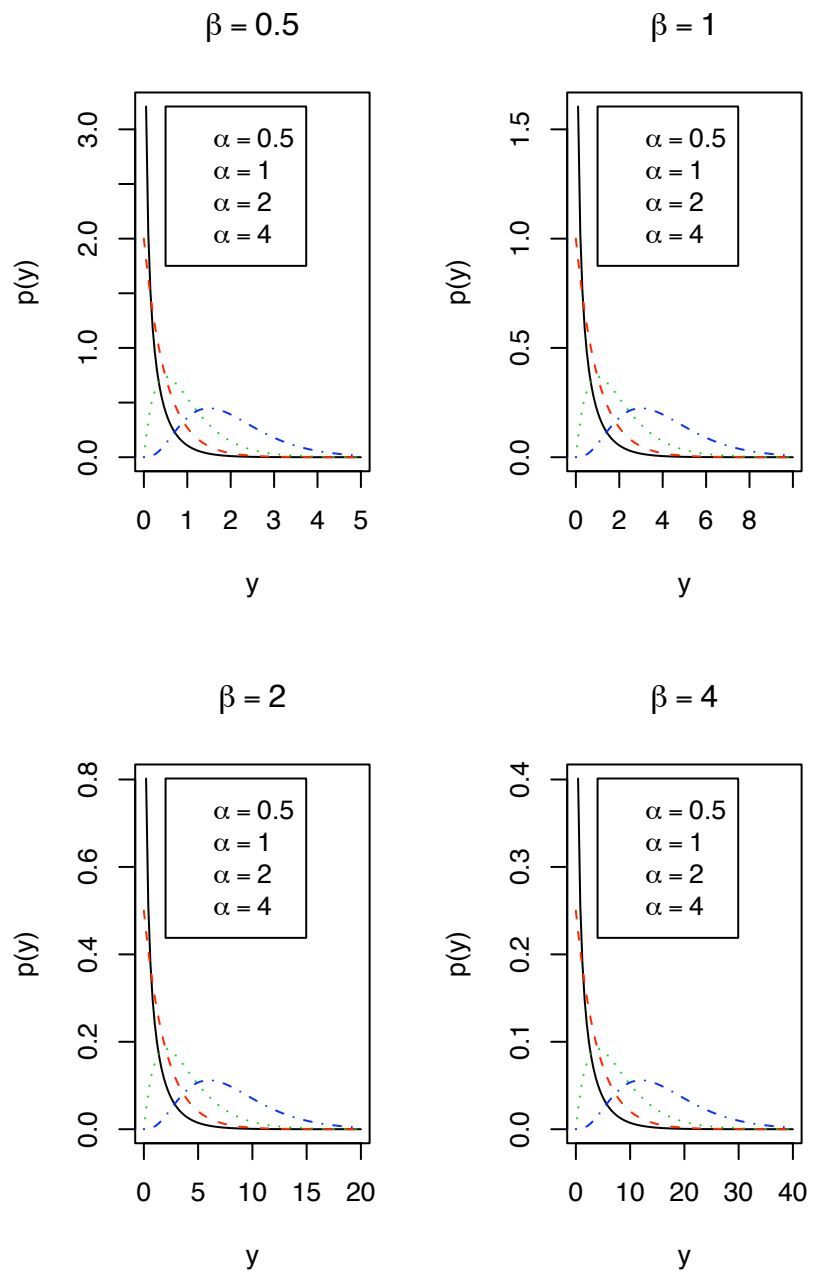 β = 0.5
p(y)
3.0
2.0
1.0
0.0
α = 0.5
α = 1
α = 2
α = 4
0 1 2 3 4 5
y
β = 1
p(y)
1.5
1.0
0.5
0.0
α = 0.5
α = 1
α = 2
α = 4
0 2 4 6 8
y
β = 2
p(y)
0.8
0.6
0.4
0.2
0.0
α = 0.5
α = 1
α = 2
α = 4
0 5 10 15 20
y
β = 4
p(y)
0.4
0.3
0.2
0.1
0.0
α = 0.5
α = 1
α = 2
α = 4
0 10 20 30 40
y